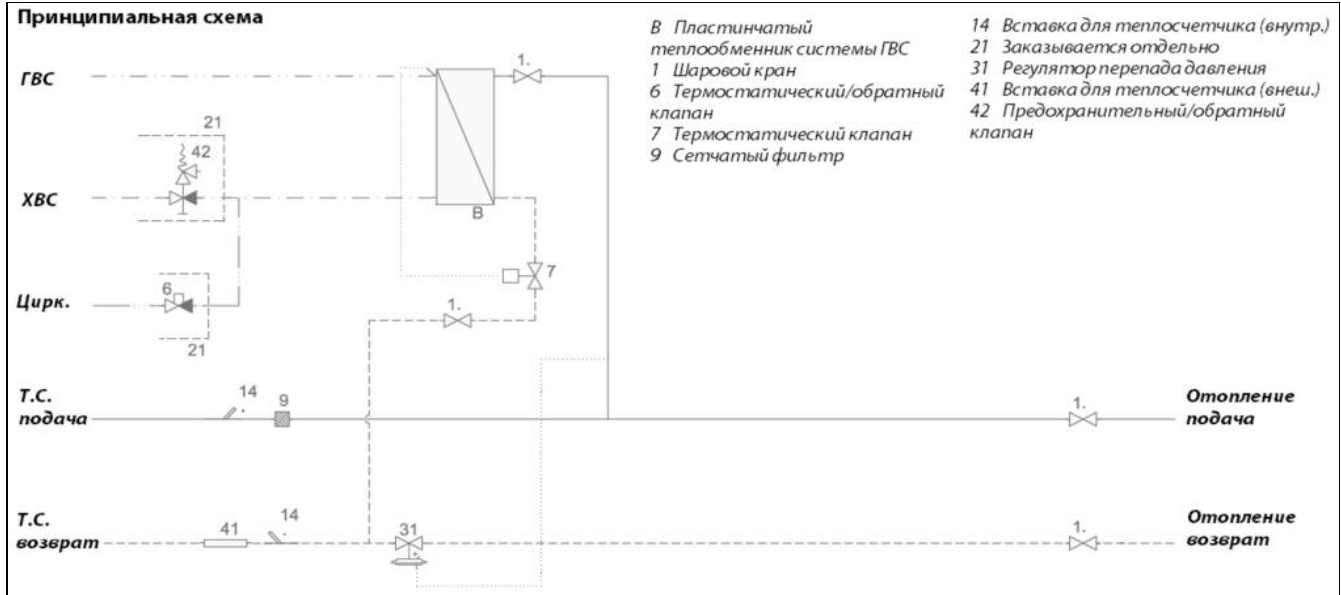 Принципиальная схема
В Пластинчатый
теплообменник системы ГВС
1 Шаровой кран
6 Термостатический/обратный
клапан
7 Термостатический клапан
9 Сетчатый фильтр
14 Вставка для теплосчетчика (внутр.)
21 Заказывается отдельно
31 Регулятор перепада давления
41 Вставка для теплосчетчика (внеш.)
42 Предохранительный/обратный
клапан
ГВС
1.
21
42
ХВС
В
7
Цирк.
6
1.
21
Т.С.
подача
14
9
1.
Отопление
подача
Т.С.
возврат
41
14
31
+
1.
Отопление
возврат